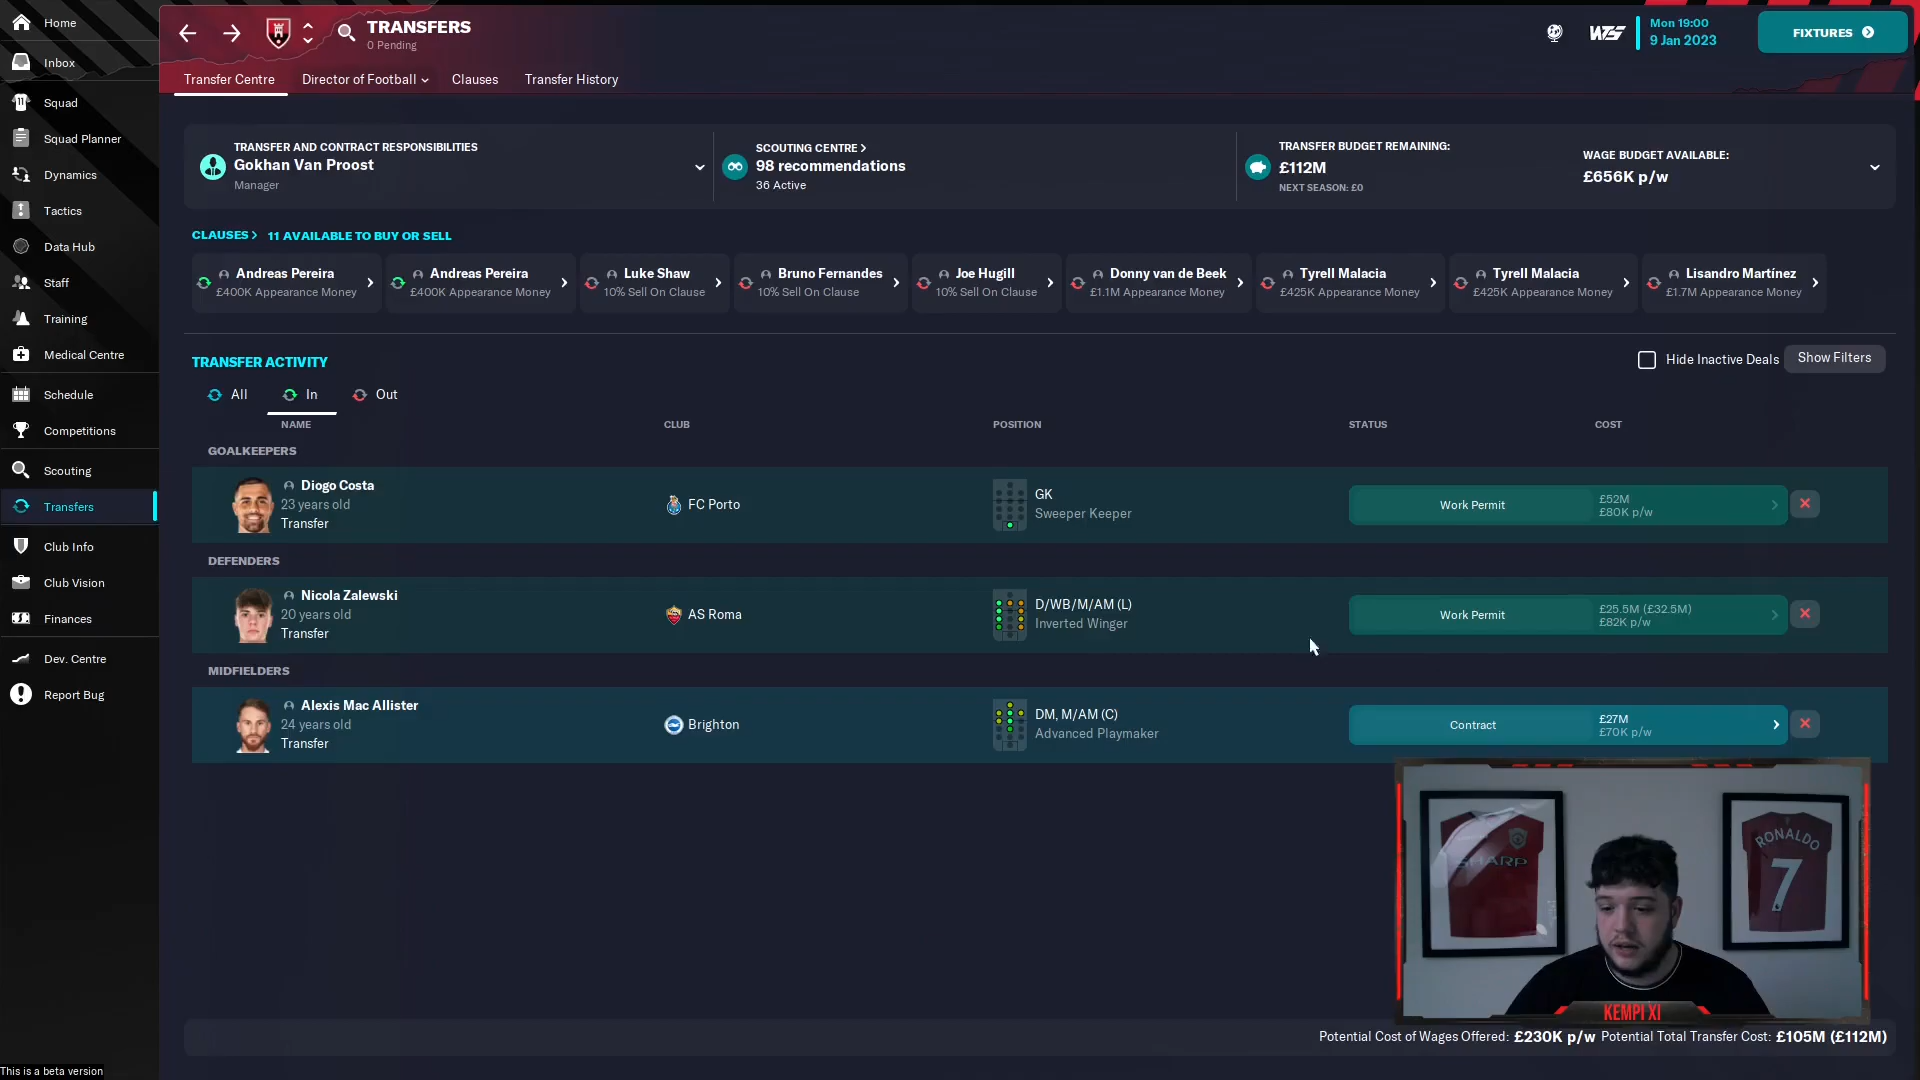 Home
Inbox
Squad
Squad Planner
Dynamics
Tactics
Data Hub
Staff
Training
Medical Centre
Schedule
Competitions
Scouting
Transfers
Club Info
Club Vision
Finances
Dev. Centre
Report Bug
This is a beta version
TRANSFERS
0 Pending
Mon 19:00
9 Jan 2023
FIXTURES
Transfer Centre
Director of Football
Clauses
Transfer History
TRANSFER AND CONTRACT RESPONSIBILITIES
Gokhan Van Proost
Manager
SCOUTING CENTRE >
98 recommendations
36 Active
TRANSFER BUDGET REMAINING:
£112M
NEXT SEASON: £0
WAGE BUDGET AVAILABLE:
£656K p/w
CLAUSES > 11 AVAILABLE TO BUY OR SELL
Andreas Pereira
£400K Appearance Money
Andreas Pereira
£400K Appearance Money
Luke Shaw
10% Sell On Clause
Bruno Fernandes
10% Sell On Clause
Joe Hugill
10% Sell On Clause
Donny van de Beek
£1.1M Appearance Money
Tyrell Malacia
£425K Appearance Money
Tyrell Malacia
£425K Appearance Money
Lisandro Martínez
£1.7M Appearance Money
TRANSFER ACTIVITY
Hide Inactive Deals
Show Filters
All
In
Out
NAME CLUB POSITION STATUS COST
GOALKEEPERS
Diogo Costa
23 years old
Transfer
FC Porto
GK
Sweeper Keeper
Work Permit
£52M
£80K p/w
DEFENDERS
Nicola Zalewski
20 years old
Transfer
AS Roma
D/WB/M/AM (L)
Inverted Winger
Work Permit
£25.5M (£32.5M)
£82K p/w
MIDFIELDERS
Alexis Mac Allister
24 years old
Transfer
Brighton
DM, M/AM (C)
Advanced Playmaker
Contract
£27M
£70K p/w
SHARP
RONALDO
7
KEMPI XI
Potential Cost of Wages Offered: £230K p/w Potential Total Transfer Cost: £105M (£112M)